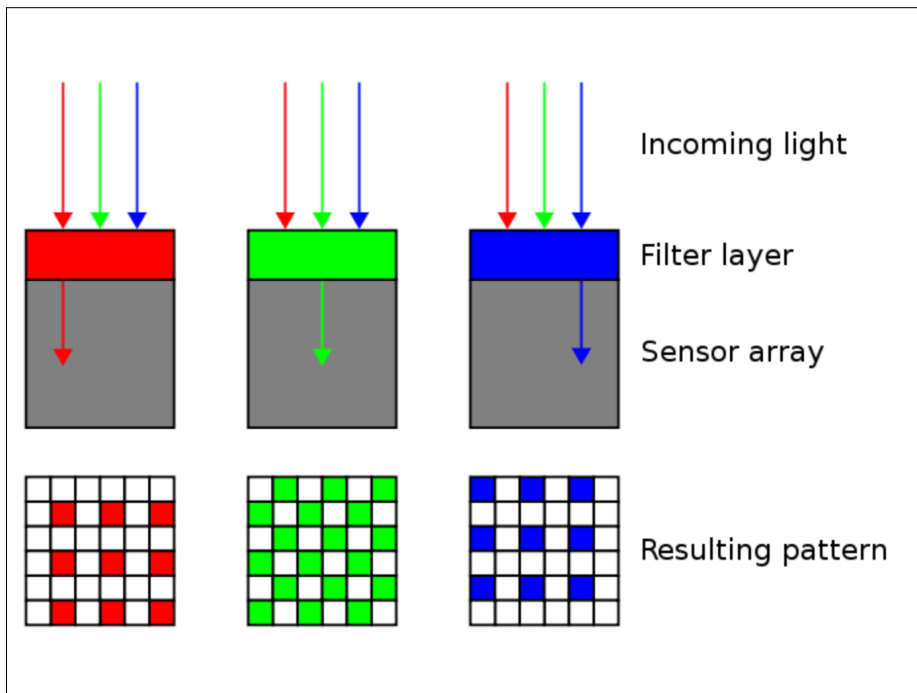 Incoming light
Filter layer
Sensor array
Resulting pattern